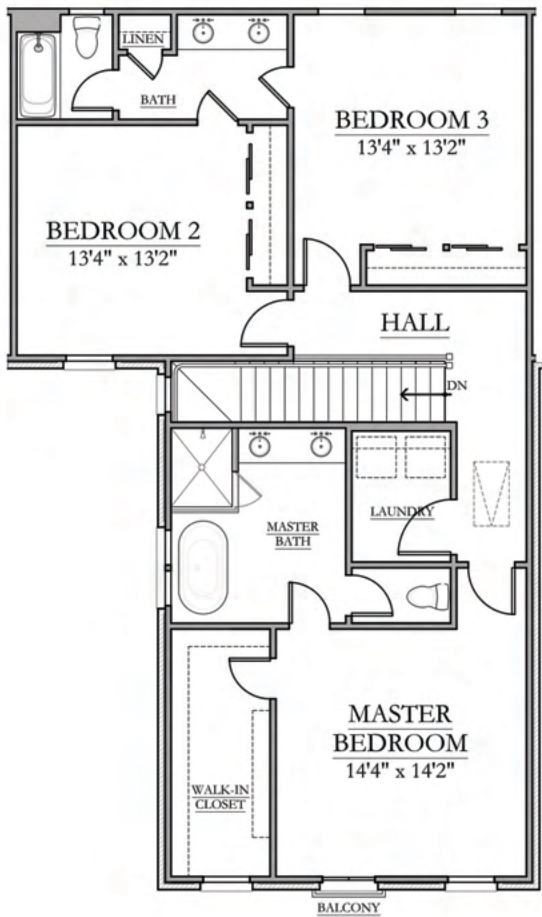 LINEN
BATH
BEDROOM 3
13'4" x 13'2"
BEDROOM 2
13'4" x 13'2"
HALL
DN
LAUNDRY
MASTER
BATH
MASTER
BEDROOM
14'4" x 14'2"
WALK-IN
CLOSET
BALCONY